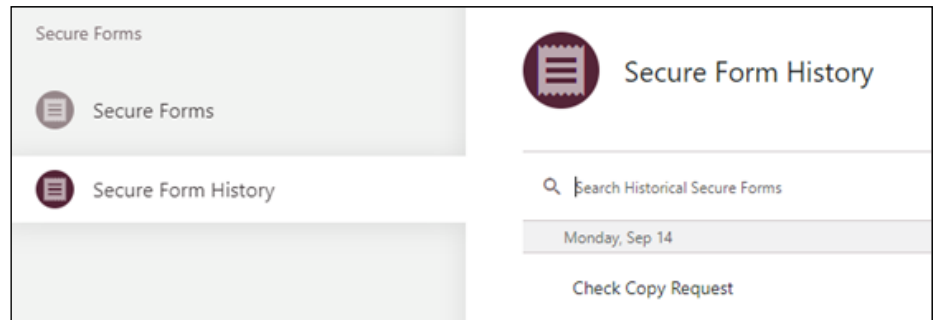 Secure Forms
Secure Forms
Secure Form History
Secure Form History
Search Historical Secure Forms
Monday, Sep 14
Check Copy Request